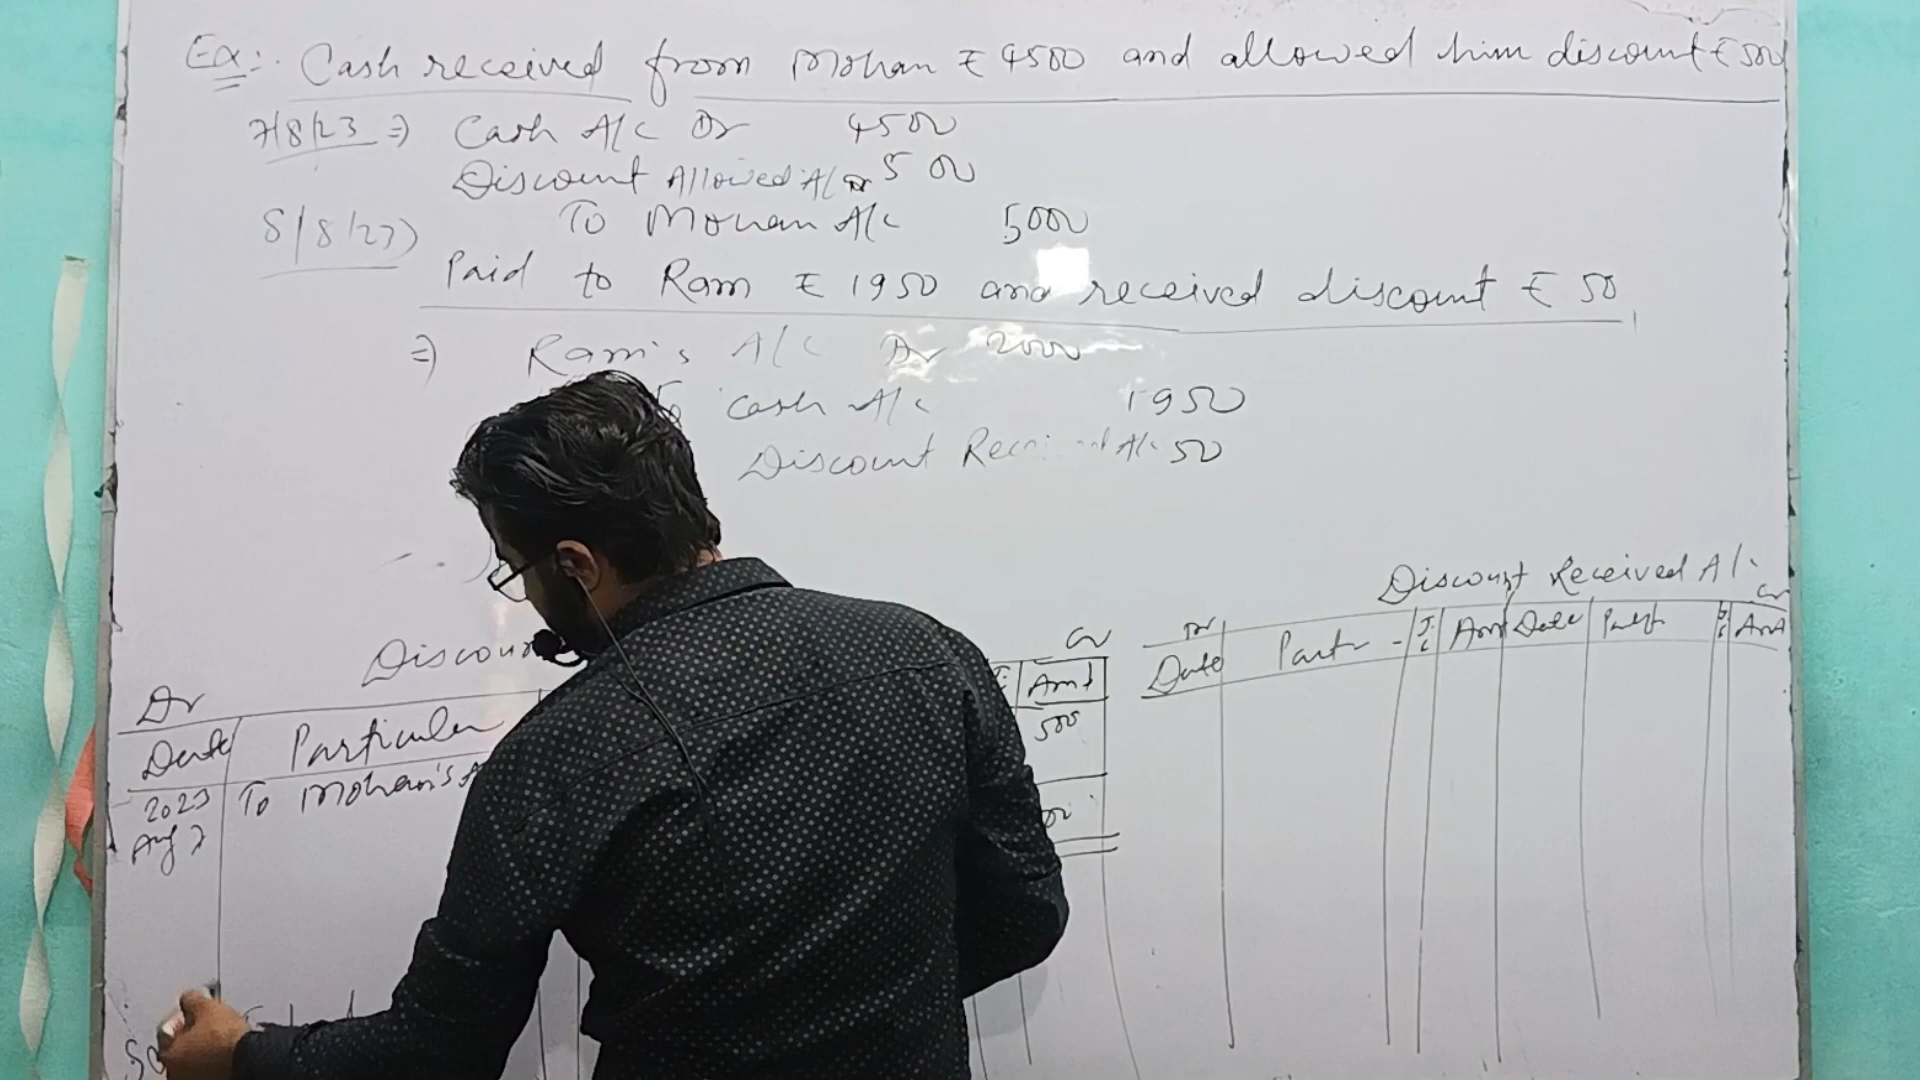 Ex:. Cash received from Mohan ₹ 4500 and allowed him discount ₹ 500
7/8/23 ⇒ Cash A/c Dr 4500
Discount Allowed A/c Dr 500
To Mohan A/c 5000
8/8/23
Paid to Ram ₹ 1950 and received discount ₹ 50
⇒ Ram's A/c Dr 2000
To Cash A/c 1950
Discount Received A/c 50
Discount Received A/c
Dr Cr
Date Parti - J.F. Amt Date Amt
Dr Cr
Date Particular Amt
2023 To Mohan's 500
Aug 7